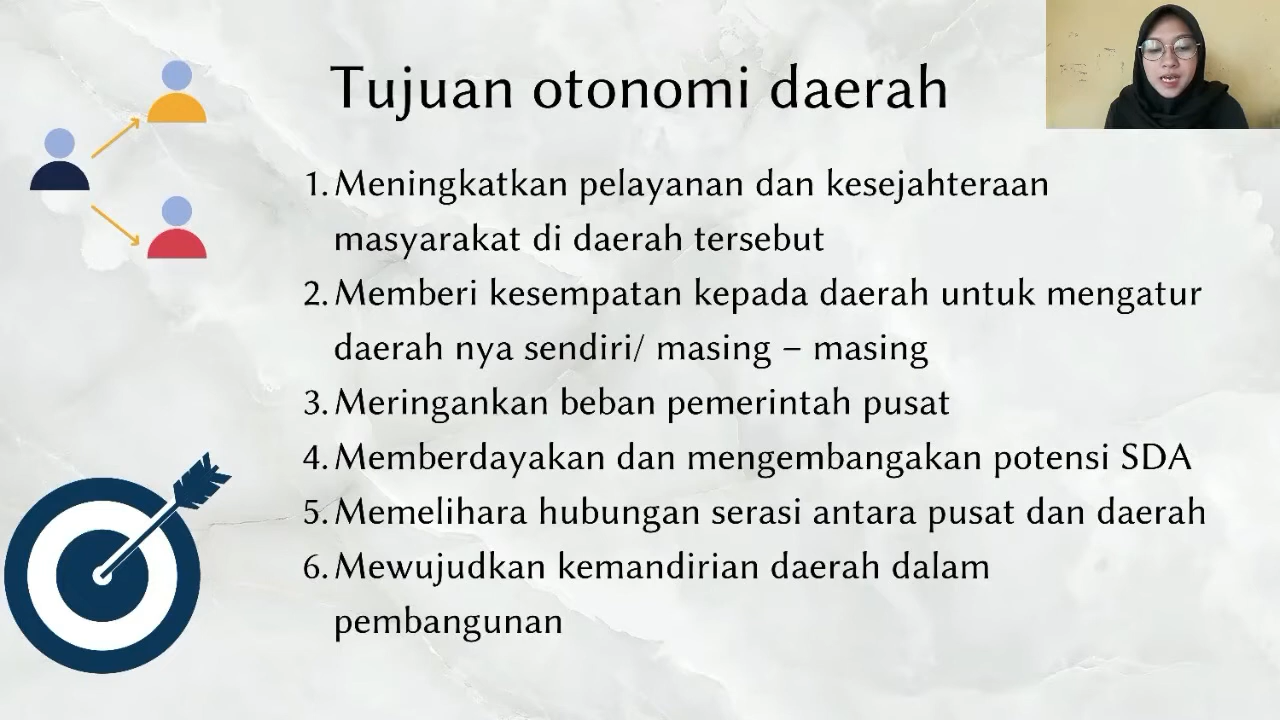 Tujuan otonomi daerah
1. Meningkatkan pelayanan dan kesejahteraan
masyarakat di daerah tersebut
2. Memberi kesempatan kepada daerah untuk mengatur
daerah nya sendiri/ masing – masing
3. Meringankan beban pemerintah pusat
4. Memberdayakan dan mengembangakan potensi SDA
5. Memelihara hubungan serasi antara pusat dan daerah
6. Mewujudkan kemandirian daerah dalam
pembangunan